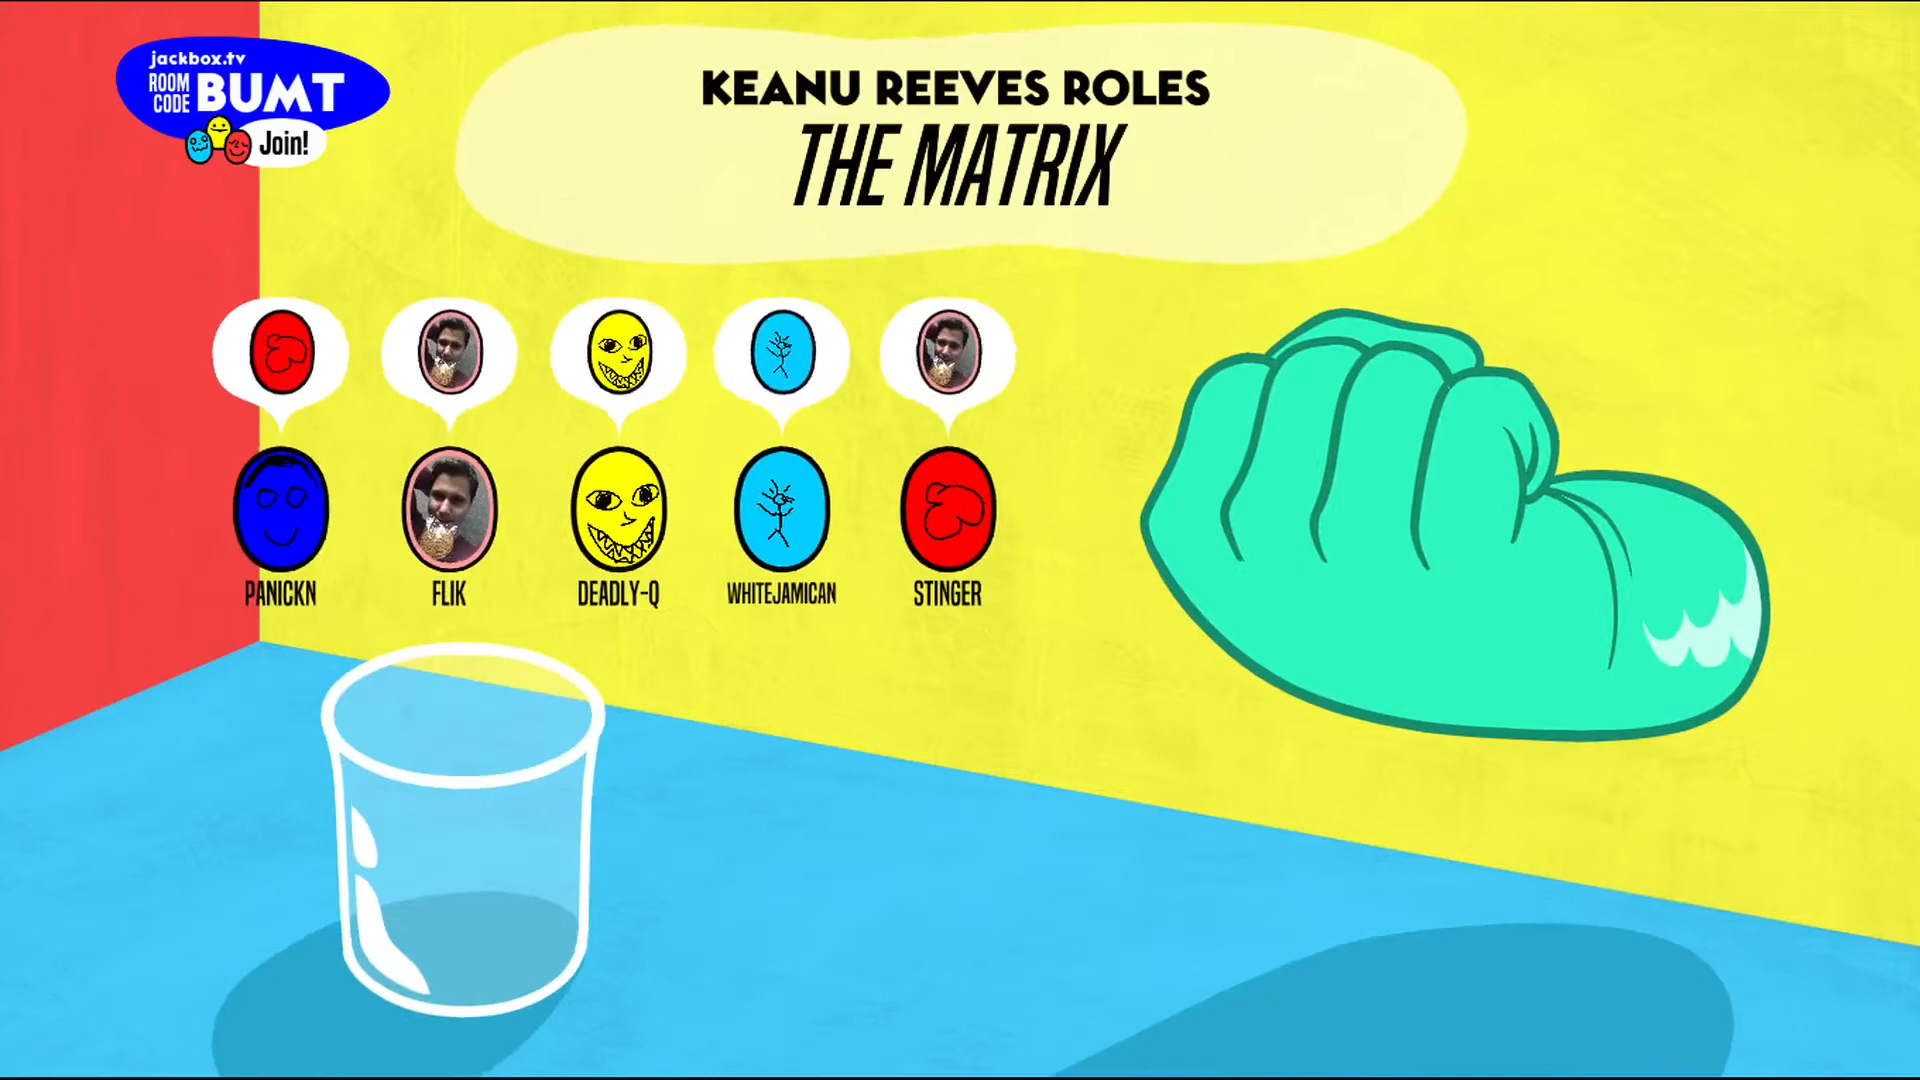 jackbox.tv
ROOM CODE BUMT
Join!
KEANU REEVES ROLES
THE MATRIX
PANICKN
FLIK
DEADLY-Q
WHITEJAMICAN
STINGER